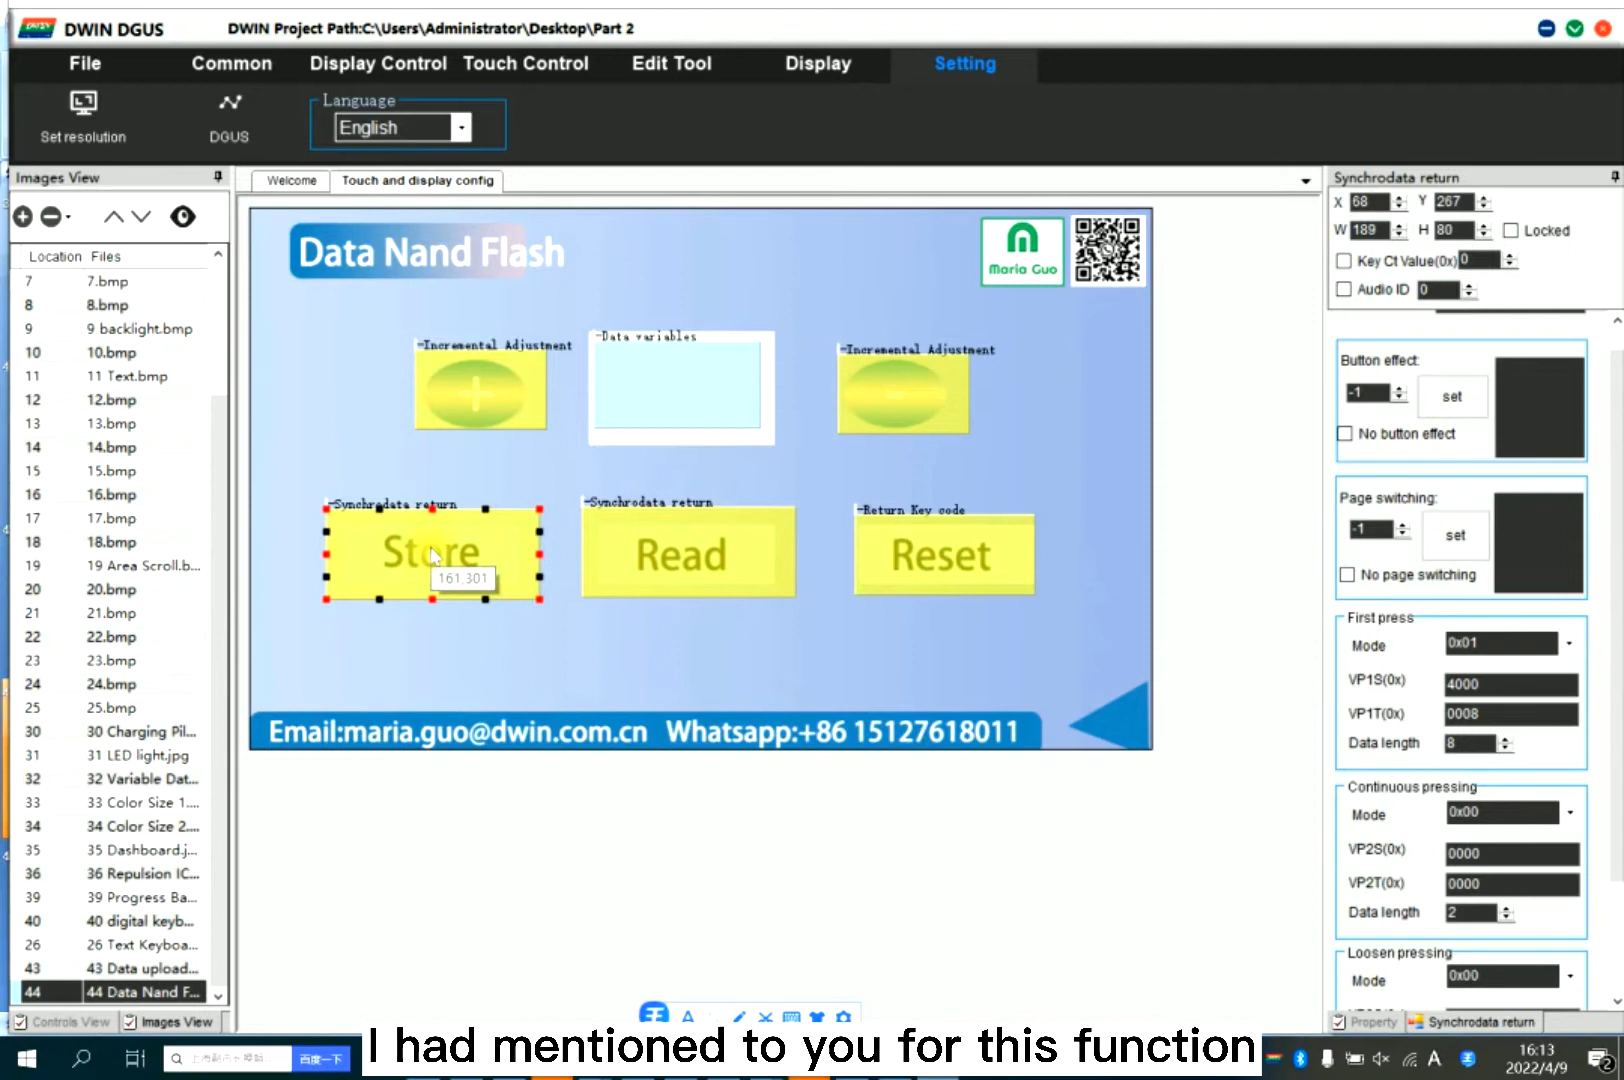 DWIN DGUS
DWIN Project Path:C:\Users\Administrator\Desktop\Part 2
File
Common
Display Control
Touch Control
Edit Tool
Display
Setting
Set resolution
DGUS
Language
English
Images View
Location Files
7 7.bmp
8 8.bmp
9 9 backlight.bmp
10 10.bmp
11 11 Text.bmp
12 12.bmp
13 13.bmp
14 14.bmp
15 15.bmp
16 16.bmp
17 17.bmp
18 18.bmp
19 19 Area Scroll.b...
20 20.bmp
21 21.bmp
22 22.bmp
23 23.bmp
24 24.bmp
25 25.bmp
30 30 Charging Pil...
31 31 LED light.jpg
32 32 Variable Dat...
33 33 Color Size 1....
34 34 Color Size 2....
35 35 Dashboard.j...
36 36 Repulsion IC...
39 39 Progress Ba...
40 40 digital keyb...
26 26 Text Keyboa...
43 43 Data upload...
44 44 Data Nand F...
Controls View
Images View
Welcome
Touch and display config
Data Nand Flash
Maria Guo
-Incremental Adjustment
-Data variables
-Incremental Adjustment
-Synchrodata return
-Synchrodata return
-Return Key code
Store
Read
Reset
161,301
Email:maria.guo@dwin.com.cn Whatsapp:+86 15127618011
Synchrodata return
X 68 Y 267
W 189 H 80 Locked
Key Ct Value(0x) 0
Audio ID 0
Button effect:
-1 set
No button effect
Page switching:
-1 set
No page switching
First press
Mode 0x01
VP1S(0x) 4000
VP1T(0x) 0008
Data length 8
Continuous pressing
Mode 0x00
VP2S(0x) 0000
VP2T(0x) 0000
Data length 2
Loosen pressing
Mode 0x00
Property
Synchrodata return
百度一下
I had mentioned to you for this function
A
16:13
2022/4/9
2